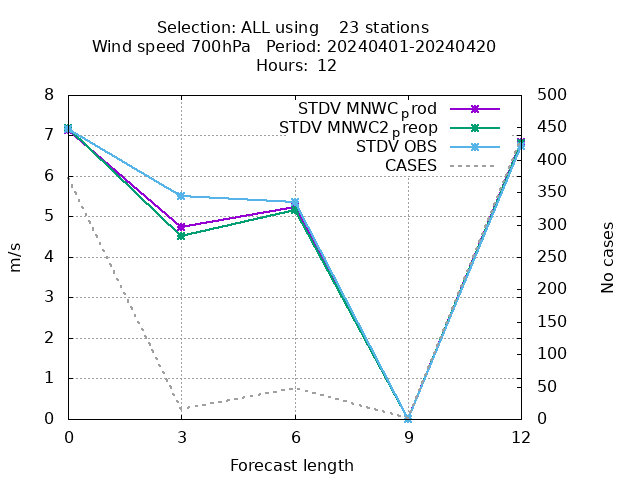 Selection: ALL using    23 stations
Wind speed 700hPa   Period: 20240401-20240420
Hours: 12
STDV MNWC_prod
STDV MNWC2_preop
STDV OBS
CASES
8
7
6
5
4
3
2
1
0
500
450
400
350
300
250
200
150
100
50
0
m/s
No cases
0 3 6 9 12
Forecast length